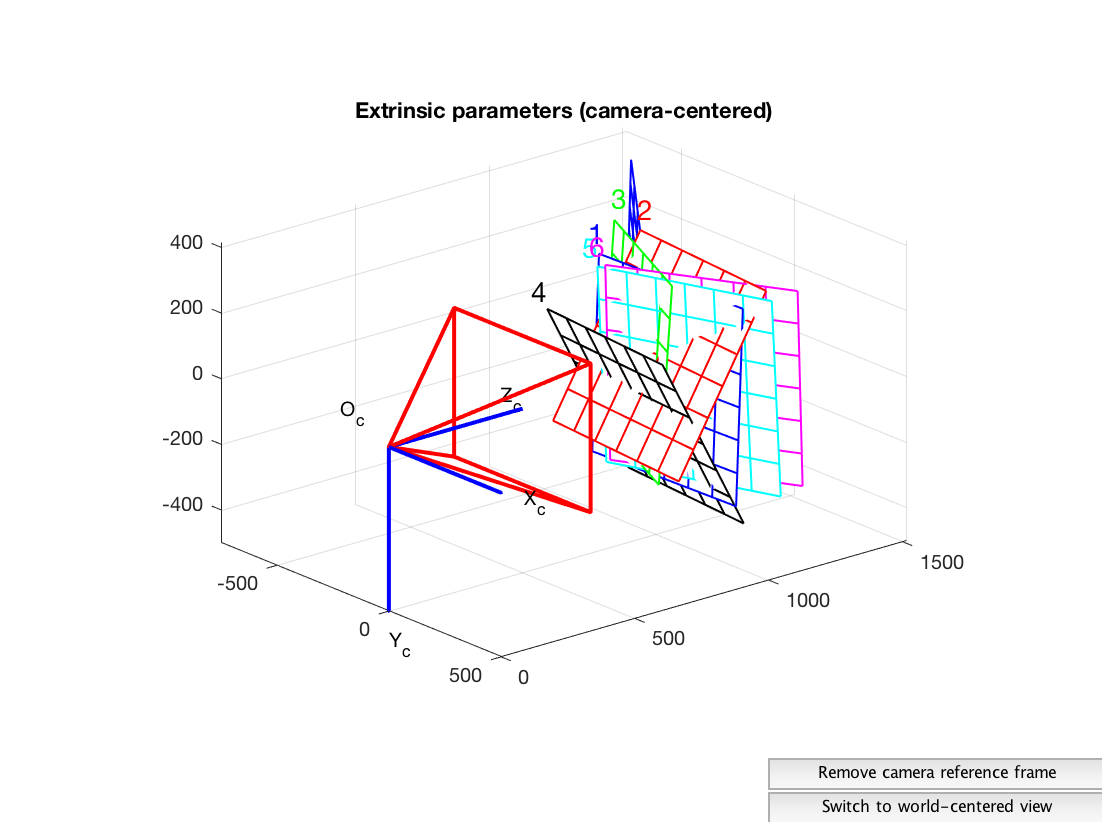 Extrinsic parameters (camera-centered)
3
2
1
5
6
4
400
200
0
-200
-400
Z_c
O_c
X_c
Y_c
-500
0
500
0
500
1000
1500
Remove camera reference frame
Switch to world-centered view